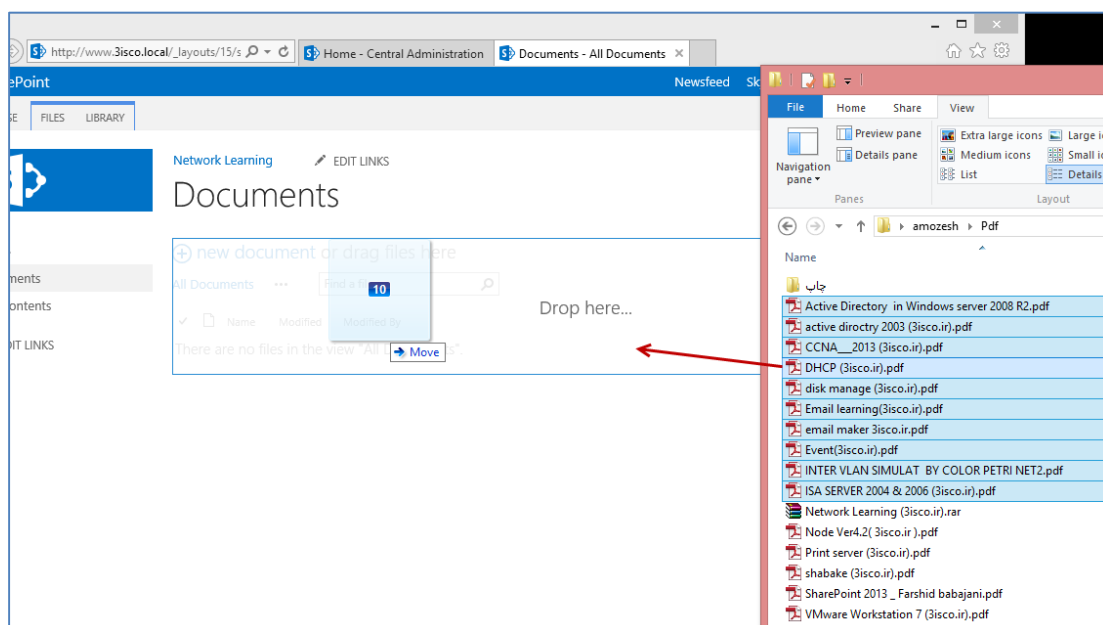 http://www.3isco.local/_layouts/15/s
Home - Central Administration
Documents - All Documents
ePoint
Newsfeed
Sk
SE
FILES
LIBRARY
Network Learning
EDIT LINKS
Documents
new document or drag files here
All Documents
Find a fi
10
Name
Modified
Modified By
There are no files in the view "All D
s".
Move
Drop here...
ments
ontents
DIT LINKS
File
Home
Share
View
Navigation
pane
Preview pane
Details pane
Extra large icons
Large i
Medium icons
Small ic
List
Details
Panes
Layout
amozesh
Pdf
Name
چاپ
Active Directory in Windows server 2008 R2.pdf
active diroctry 2003 (3isco.ir).pdf
CCNA___2013 (3isco.ir).pdf
DHCP (3isco.ir).pdf
disk manage (3isco.ir).pdf
Email learning(3isco.ir).pdf
email maker 3isco.ir.pdf
Event(3isco.ir).pdf
INTER VLAN SIMULAT BY COLOR PETRI NET2.pdf
ISA SERVER 2004 & 2006 (3isco.ir).pdf
Network Learning (3isco.ir).rar
Node Ver4.2( 3isco.ir ).pdf
Print server (3isco.ir).pdf
shabake (3isco.ir).pdf
SharePoint 2013 _ Farshid babajani.pdf
VMware Workstation 7 (3isco.ir).pdf